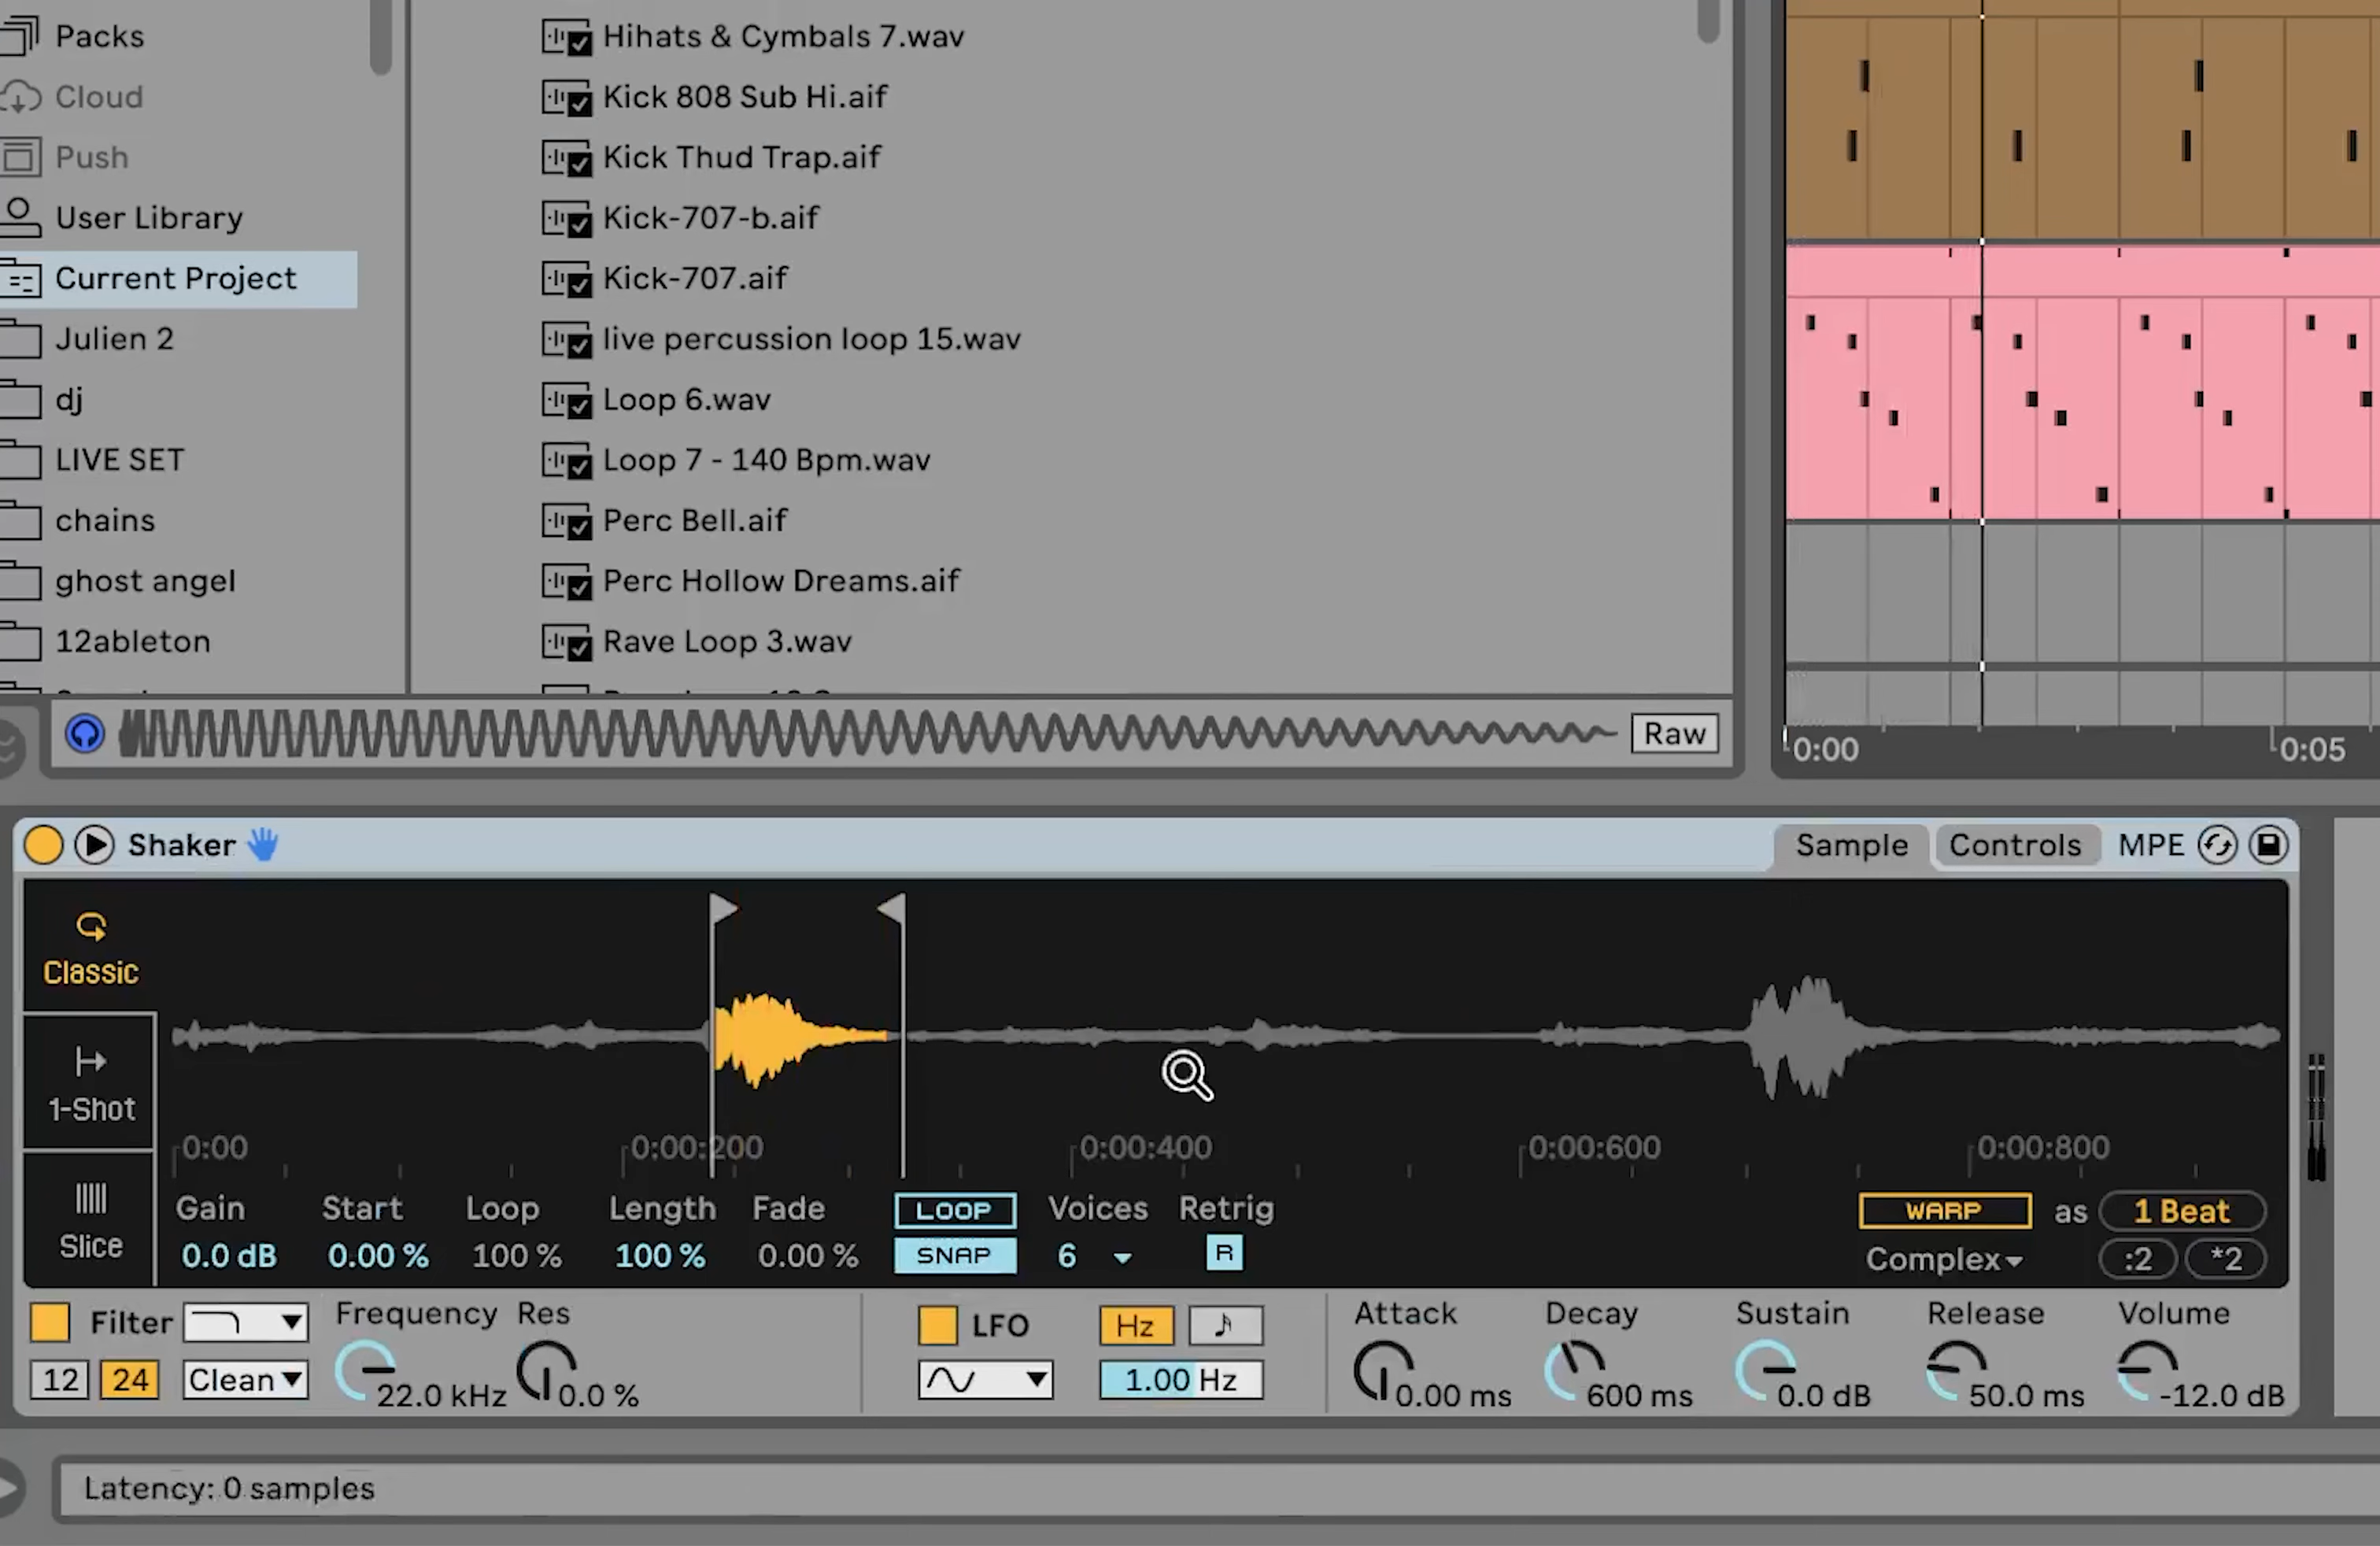 Packs
Cloud
Push
User Library
Current Project
Julien 2
dj
LIVE SET
chains
ghost angel
12ableton
Hihats & Cymbals 7.wav
Kick 808 Sub Hi.aif
Kick Thud Trap.aif
Kick-707-b.aif
Kick-707.aif
live percussion loop 15.wav
Loop 6.wav
Loop 7 - 140 Bpm.wav
Perc Bell.aif
Perc Hollow Dreams.aif
Rave Loop 3.wav
Raw
0:00 0:05
Shaker Sample Controls MPE
Classic
1-Shot
Slice
0:00 0:00:200 0:00:400 0:00:600 0:00:800
Gain Start Loop Length Fade LOOP Voices Retrig WARP as 1 Beat
0.0 dB 0.00 % 100 % 100 % 0.00 % SNAP 6 R Complex :2 *2
Filter Frequency Res LFO Hz Attack Decay Sustain Release Volume
12 24 Clean 22.0 kHz 0.0 % 1.00 Hz 0.00 ms 600 ms 0.0 dB 50.0 ms -12.0 dB
Latency: 0 samples